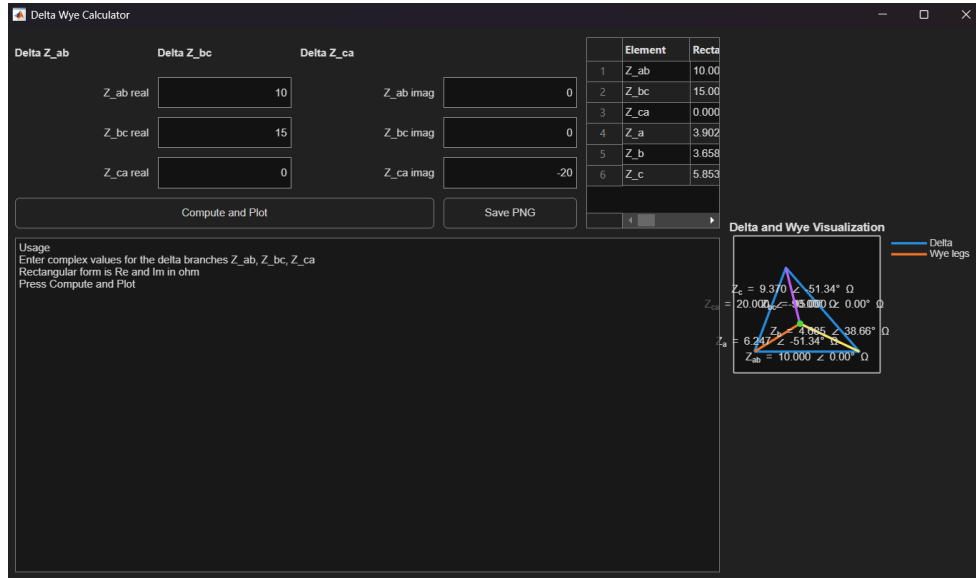 Delta Wye Calculator
Delta Z_ab Delta Z_bc Delta Z_ca
Z_ab real 10 Z_ab imag 0
Z_bc real 15 Z_bc imag 0
Z_ca real 0 Z_ca imag -20
Compute and Plot Save PNG
Element Recta
1 Z_ab 10.00
2 Z_bc 15.00
3 Z_ca 0.000
4 Z_a 3.902
5 Z_b 3.658
6 Z_c 5.853
Usage
Enter complex values for the delta branches Z_ab, Z_bc, Z_ca
Rectangular form is Re and Im in ohm
Press Compute and Plot
Delta and Wye Visualization
Delta
Wye legs
Z_c = 9.370 ∠ -51.34° Ω
Z_ca = 20.000 0.00° Ω
Z_b = 4.685 ∠ 38.66° Ω
Z_a = 6.247 ∠ -51.34° Ω
Z_ab = 10.000 ∠ 0.00° Ω